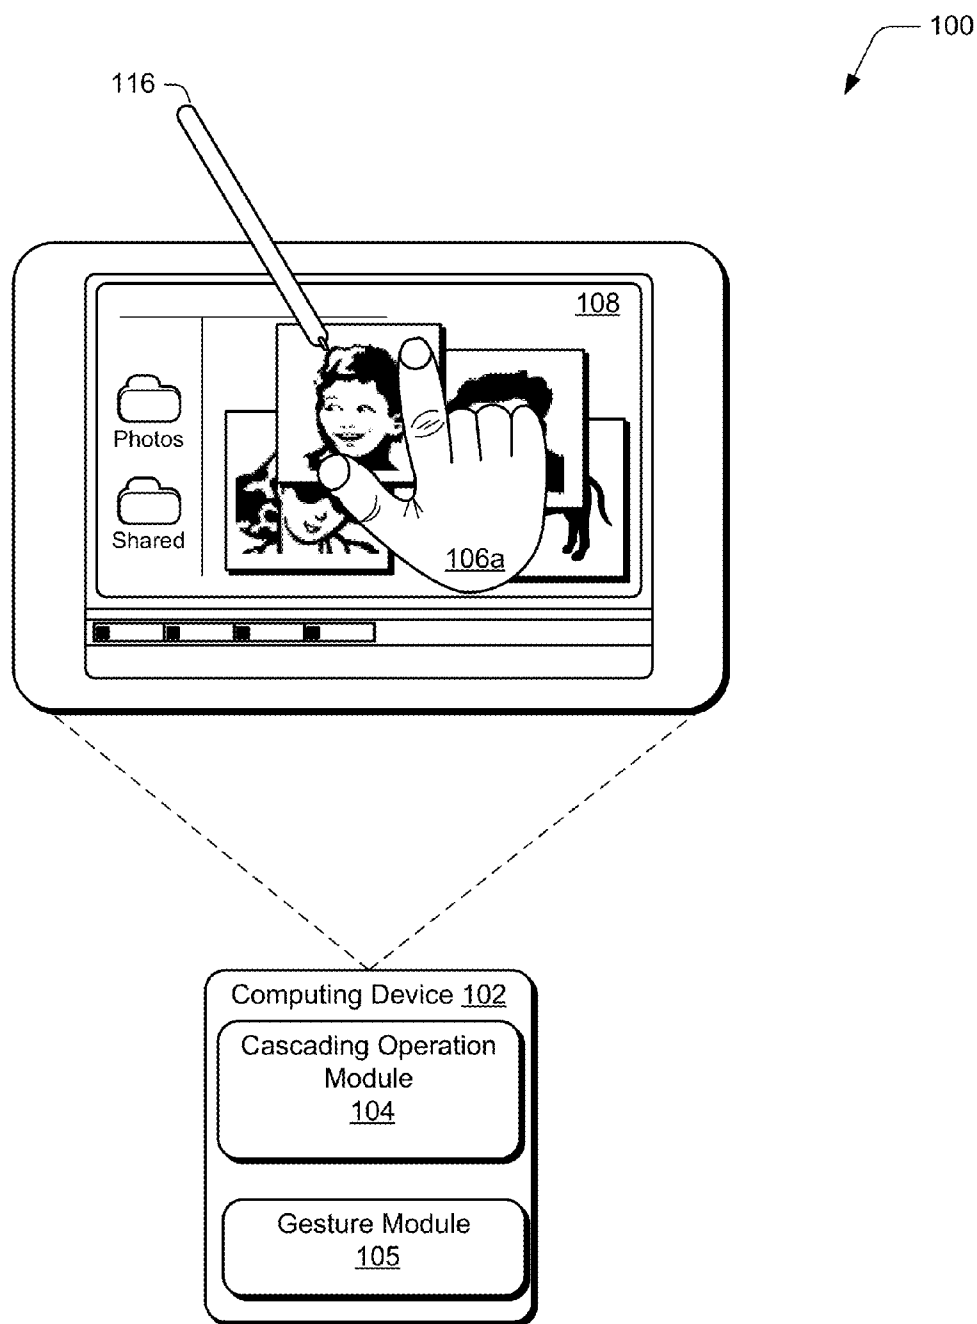 100
116
108
Photos
Shared
106a
Computing Device 102
Cascading Operation
Module
104
Gesture Module
105